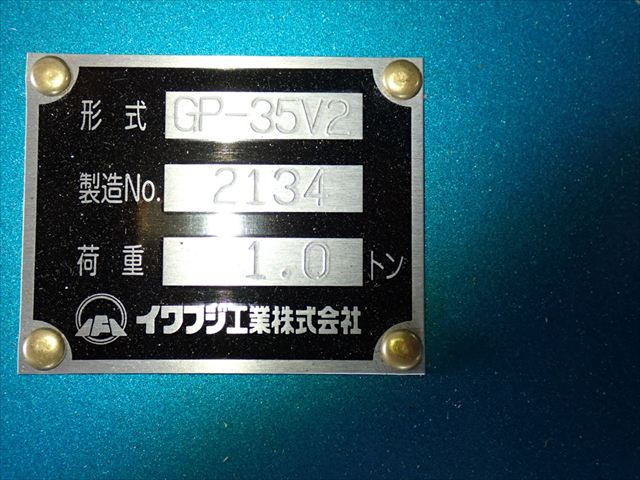 形式 GP-35V2
製造No. 2134
荷重 1.0 トン
イワフジ工業株式会社